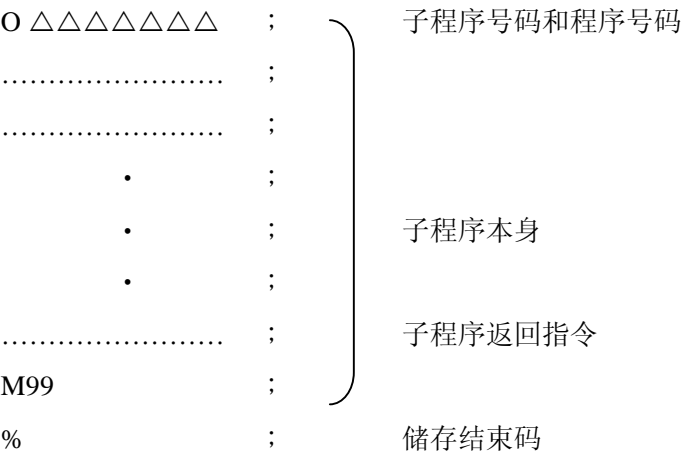 O △△△△△△△ ； 子程序号码和程序号码
…………………… ；
…………………… ；
• ；
• ； 子程序本身
• ；
…………………… ； 子程序返回指令
M99 ；
% ； 储存结束码